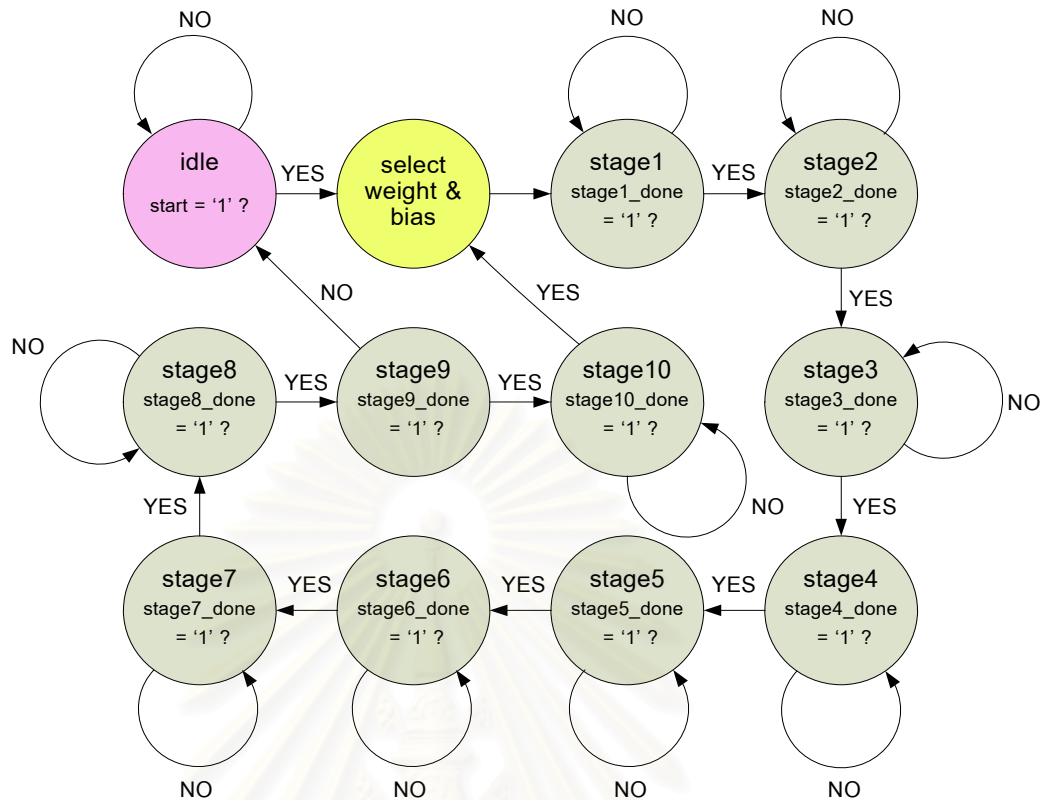 NO
NO
NO
idle
start = ‘1’ ?
YES
select
weight &
bias
stage1
stage1_done
= ‘1’ ?
YES
stage2
stage2_done
= ‘1’ ?
NO
YES
YES
NO
stage8
stage8_done
= ‘1’ ?
YES
stage9
stage9_done
= ‘1’ ?
YES
stage10
stage10_done
= ‘1’ ?
stage3
stage3_done
= ‘1’ ?
NO
YES
NO
YES
stage7
stage7_done
= ‘1’ ?
YES
stage6
stage6_done
= ‘1’ ?
YES
stage5
stage5_done
= ‘1’ ?
YES
stage4
stage4_done
= ‘1’ ?
NO
NO
NO
NO